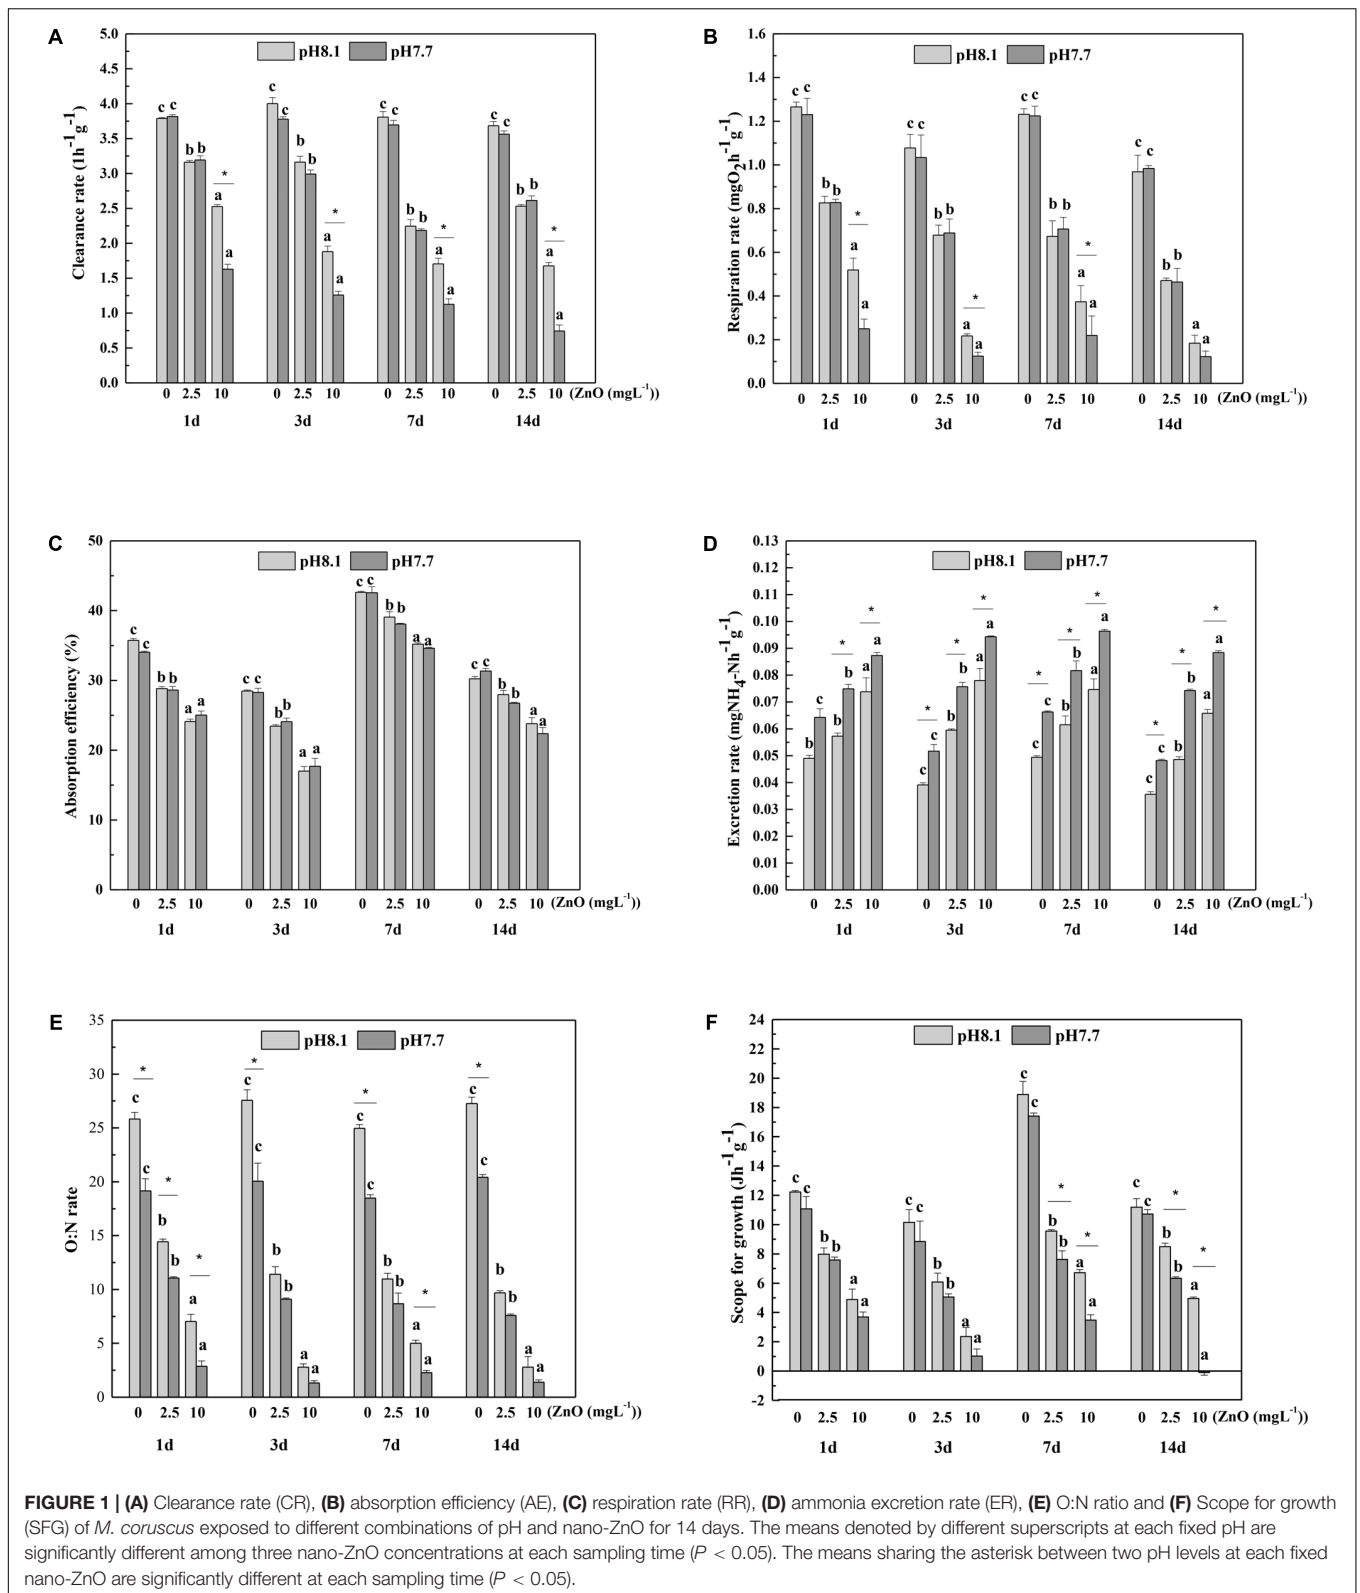 A
pH8.1 pH7.7
Clearance rate (1h-1g-1)
5.0
4.5
4.0
3.5
3.0
2.5
2.0
1.5
1.0
0.5
0.0
c c b b a * c c b b a * a c c b b a * a c c b b a * a
0 2.5 10 0 2.5 10 0 2.5 10 0 2.5 10 (ZnO (mgL-1))
1d 3d 7d 14d
B
pH8.1 pH7.7
Respiration rate (mgO2h-1g-1)
1.6
1.4
1.2
1.0
0.8
0.6
0.4
0.2
0.0
c c b b * a a c c b b * a a c c b b * a a c c b b a a
0 2.5 10 0 2.5 10 0 2.5 10 0 2.5 10 (ZnO (mgL-1))
1d 3d 7d 14d
C
pH8.1 pH7.7
Absorption efficiency (%)
50
40
30
20
10
0
c c b b a a c c b b a a c c b b a a c c b b a a
0 2.5 10 0 2.5 10 0 2.5 10 0 2.5 10 (ZnO (mgL-1))
1d 3d 7d 14d
D
pH8.1 pH7.7
Excretion rate (mgNH4-Nh-1g-1)
0.13
0.12
0.11
0.10
0.09
0.08
0.07
0.06
0.05
0.04
0.03
0.02
0.01
0.00
b c * b b * a a * c c * b b * a a * c c * b b * a a * c c * b b * a a
0 2.5 10 0 2.5 10 0 2.5 10 0 2.5 10 (ZnO (mgL-1)
1d 3d 7d 14d
E
pH8.1 pH7.7
O:N rate
35
30
25
20
15
10
5
0
* c c * b b * a a * c c b b a a * c c b b * a a * c c b b a a
0 2.5 10 0 2.5 10 0 2.5 10 0 2.5 10 (ZnO (mgL-1))
1d 3d 7d 14d
F
pH8.1 pH7.7
Scope for growth (Jh-1g-1)
24
22
20
18
16
14
12
10
8
6
4
2
0
-2
c c b b a a c c b b a a c c * b b * a a c c * b b * a a
0 2.5 10 0 2.5 10 0 2.5 10 0 2.5 10 (ZnO (mgL-1))
1d 3d 7d 14d
FIGURE 1 | (A) Clearance rate (CR), (B) absorption efficiency (AE), (C) respiration rate (RR), (D) ammonia excretion rate (ER), (E) O:N ratio and (F) Scope for growth
(SFG) of M. coruscus exposed to different combinations of pH and nano-ZnO for 14 days. The means denoted by different superscripts at each fixed pH are
significantly different among three nano-ZnO concentrations at each sampling time (P < 0.05). The means sharing the asterisk between two pH levels at each fixed
nano-ZnO are significantly different at each sampling time (P < 0.05).